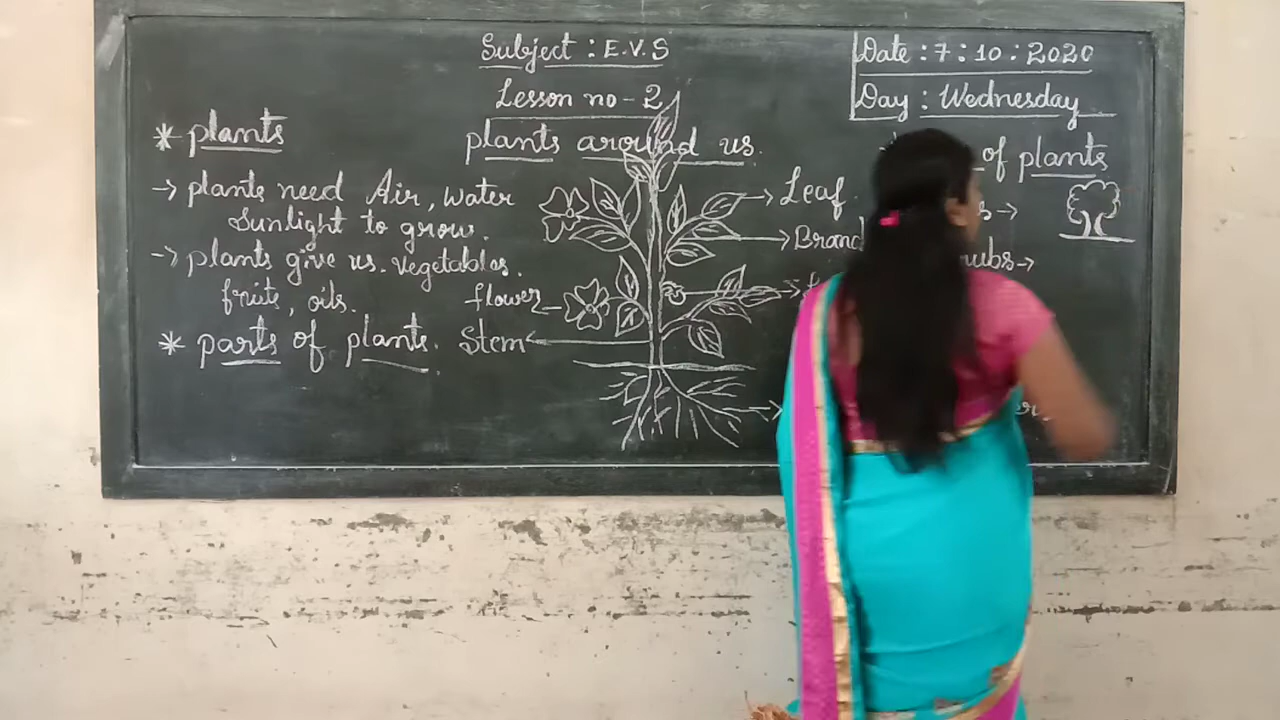 Subject : E.V.S
Date : 7 : 10 : 2020
Lesson no - 2
Day : Wednesday
* plants
plants around us.
of plants
-> plants need Air, water
Sunlight to grow.
-> plants give us vegetables.
fruits, oils.
* parts of plants.
Leaf
flower
Stem